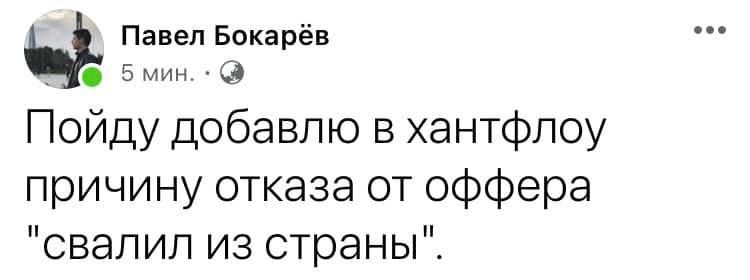 Павел Бокарёв
5 мин. ·
Пойду добавлю в хантфлоу
причину отказа от оффера
"свалил из страны".